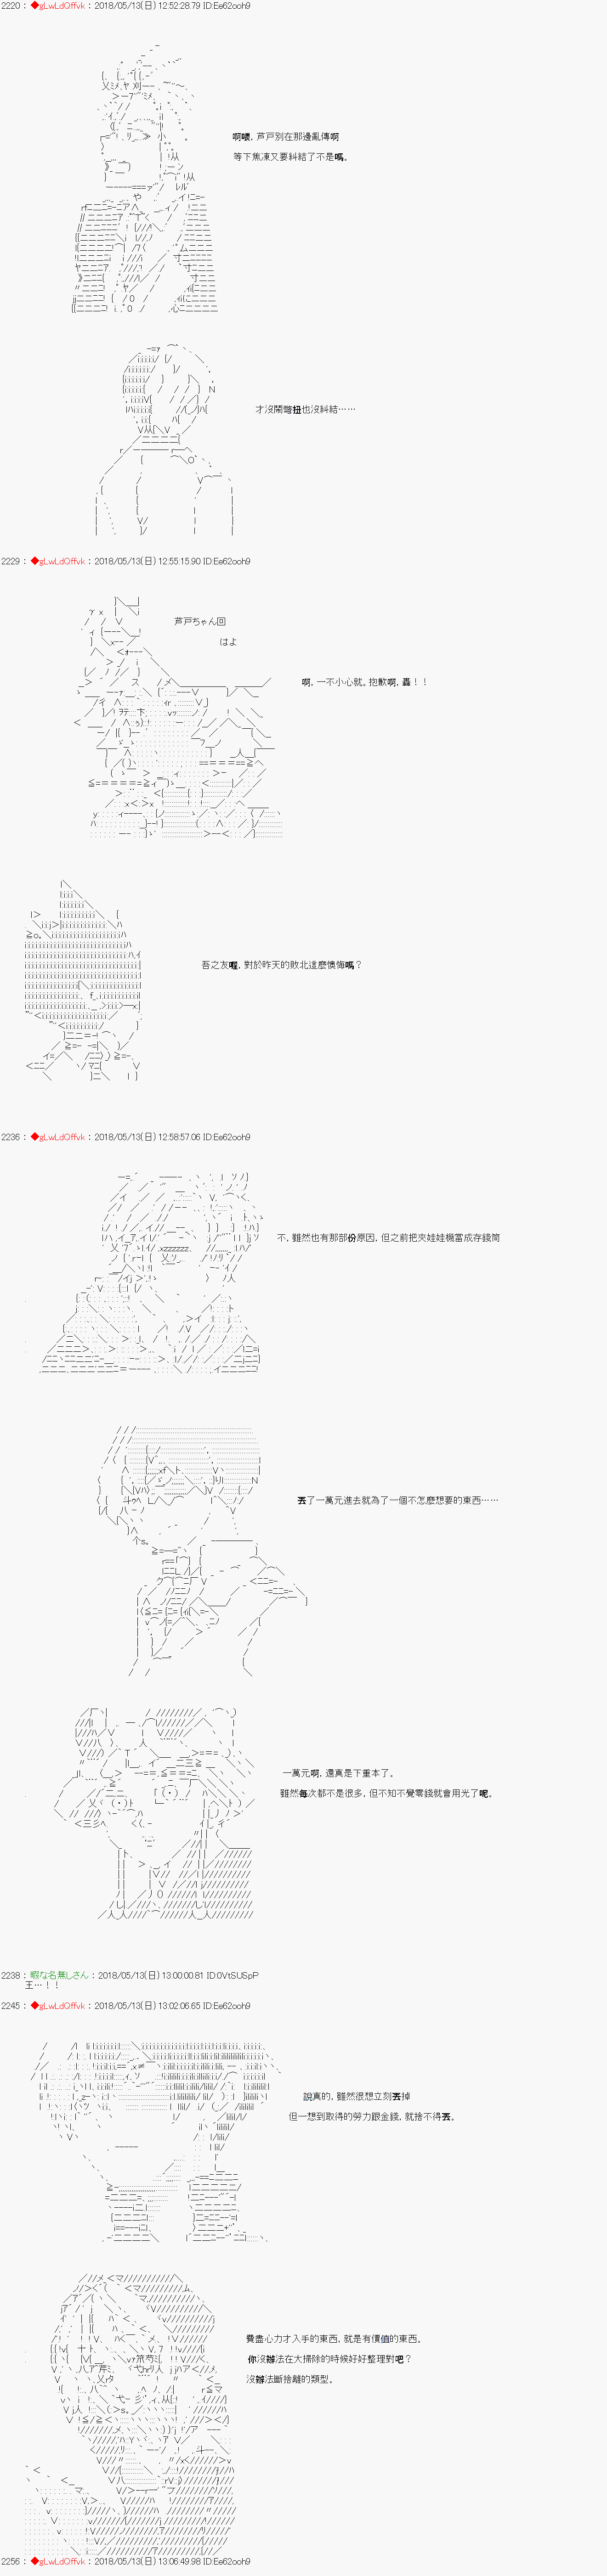 2220 : ◆gLwLdQffvk : 2018/05/13(日) 12:52:28.79 ID:Ee62ooh9
啊喂，芦戸別在那邊亂傳啊
等下焦凍又要糾結了不是嗎。
才沒鬧彆扭也沒糾結……
2229 : ◆gLwLdQffvk : 2018/05/13(日) 12:55:15.90 ID:Ee62ooh9
芦戸ちゃん回
はよ
啊，一不小心就。抱歉啊，轟！！
吾之友喔，對於昨天的敗北這麼懊悔嗎？
2236 : ◆gLwLdQffvk : 2018/05/13(日) 12:58:57.06 ID:Ee62ooh9
不，雖然也有那部份原因，但之前把夾娃娃機當成存錢筒
丟了一萬元進去就為了一個不怎麼想要的東西……
一萬元啊，還真是下重本了。
雖然每次都不是很多，但不知不覺零錢就會用光了呢。
2238 : 暇な名無しさん : 2018/05/13(日) 13:00:00.81 ID:0VtSUSpP
王…！！
2245 : ◆gLwLdQffvk : 2018/05/13(日) 13:02:06.65 ID:Ee62ooh9
說真的，雖然很想立刻丟掉
但一想到取得的勞力跟金錢，就捨不得丟。
費盡心力才入手的東西，就是有價值的東西。
你沒辦法在大掃除的時候好好整理對吧？
沒辦法斷捨離的類型。
2256 : ◆gLwLdQffvk : 2018/05/13(日) 13:06:49.98 ID:Ee62ooh9